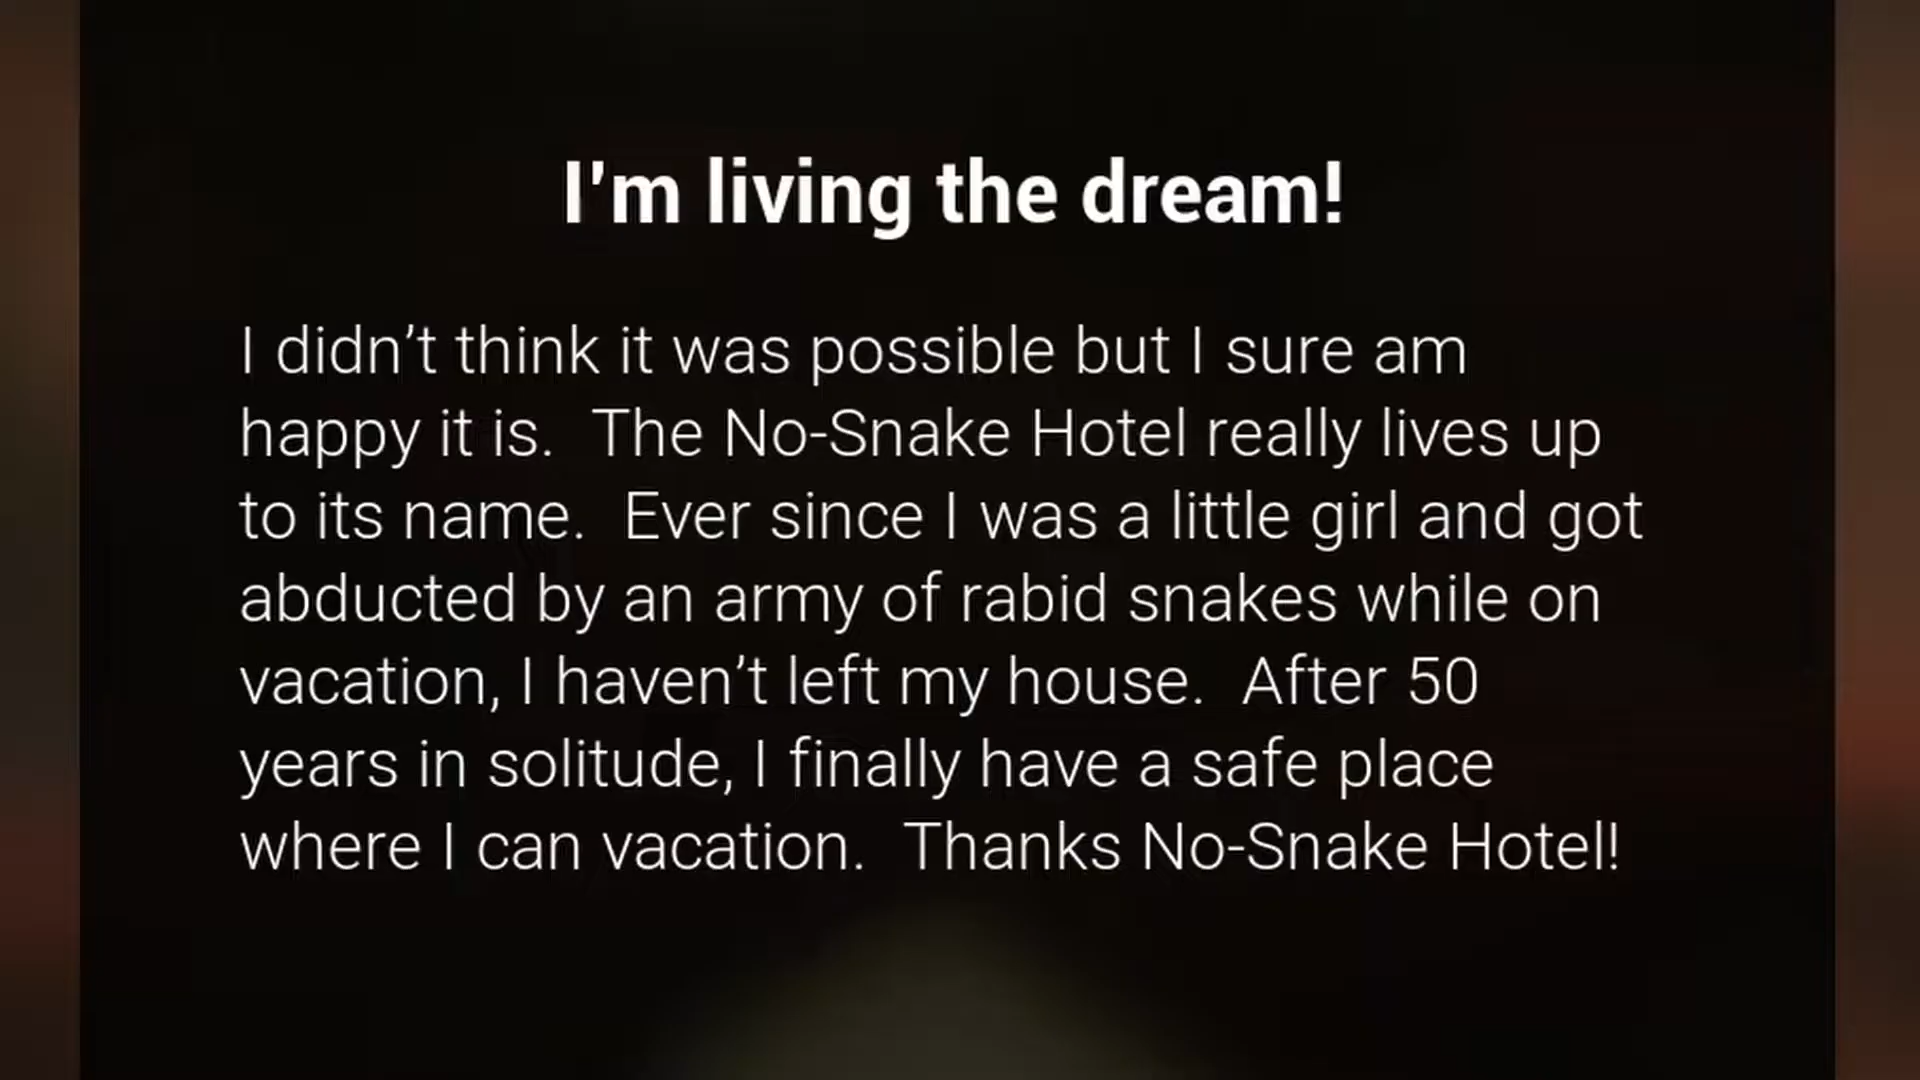 I'm living the dream!
I didn’t think it was possible but I sure am
happy it is.  The No-Snake Hotel really lives up
to its name.  Ever since I was a little girl and got
abducted by an army of rabid snakes while on
vacation, I haven’t left my house.  After 50
years in solitude, I finally have a safe place
where I can vacation.  Thanks No-Snake Hotel!